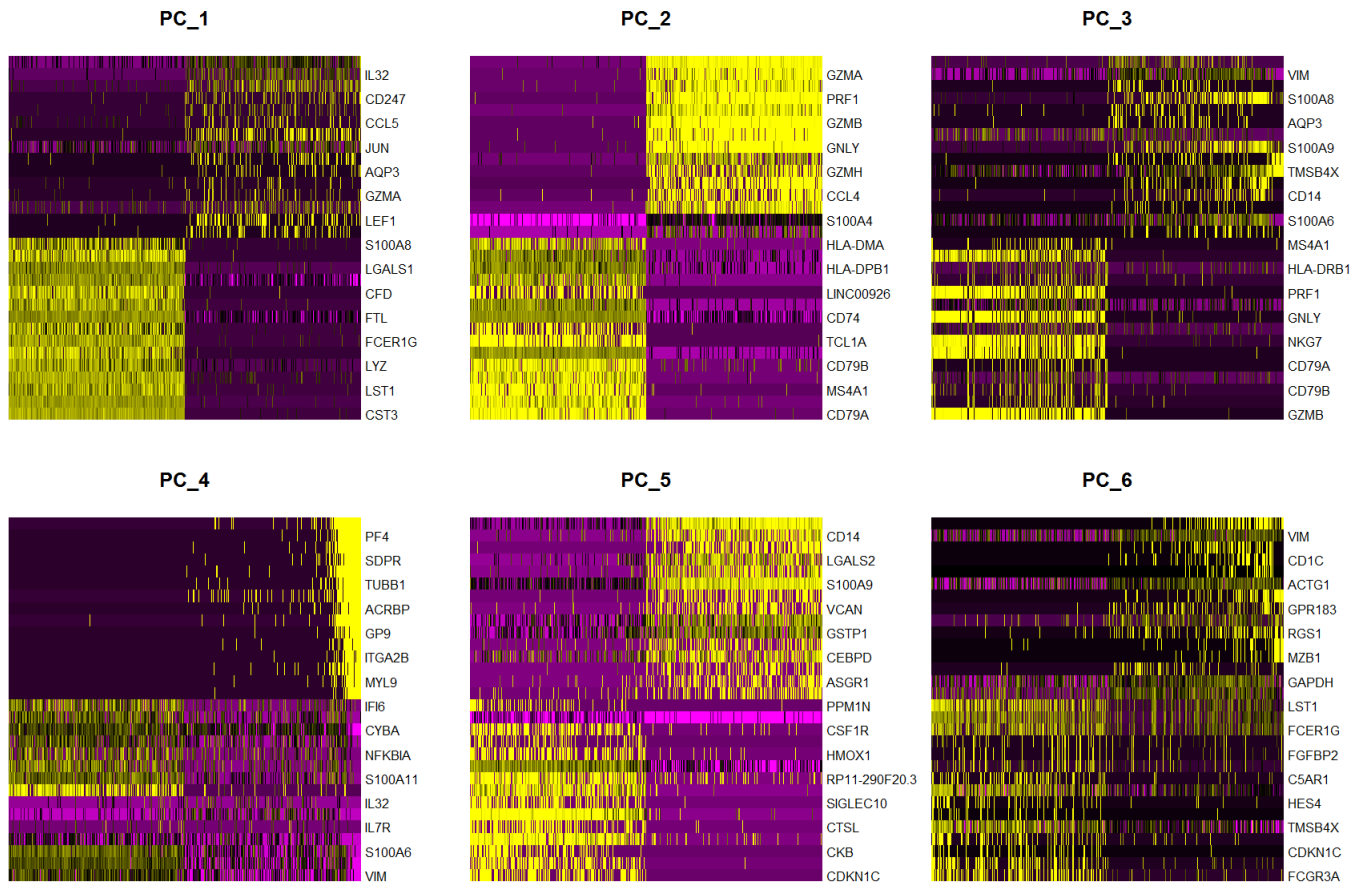 PC_1
IL32
CD247
CCL5
JUN
AQP3
GZMA
LEF1
S100A8
LGALS1
CFD
FTL
FCER1G
LYZ
LST1
CST3
PC_2
GZMA
PRF1
GZMB
GNLY
GZMH
CCL4
S100A4
HLA-DMA
HLA-DPB1
LINC00926
CD74
TCL1A
CD79B
MS4A1
CD79A
PC_3
VIM
S100A8
AQP3
S100A9
TMSB4X
CD14
S100A6
MS4A1
HLA-DRB1
PRF1
GNLY
NKG7
CD79A
CD79B
GZMB
PC_4
PF4
SDPR
TUBB1
ACRBP
GP9
ITGA2B
MYL9
IFI6
CYBA
NFKBIA
S100A11
IL32
IL7R
S100A6
VIM
PC_5
CD14
LGALS2
S100A9
VCAN
GSTP1
CEBPD
ASGR1
PPM1N
CSF1R
HMOX1
RP11-290F20.3
SIGLEC10
CTSL
CKB
CDKN1C
PC_6
VIM
CD1C
ACTG1
GPR183
RGS1
MZB1
GAPDH
LST1
FCER1G
FGFBP2
C5AR1
HES4
TMSB4X
CDKN1C
FCGR3A